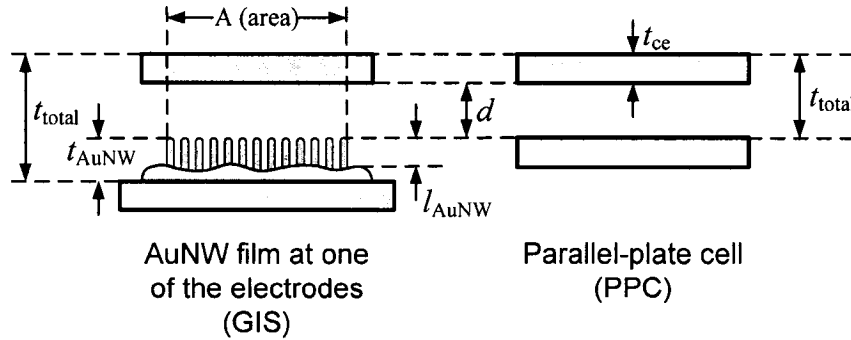 A (area)
t_ce
t_total
d
t_total
t_AuNW
l_AuNW
AuNW film at one
of the electrodes
(GIS)
Parallel-plate cell
(PPC)